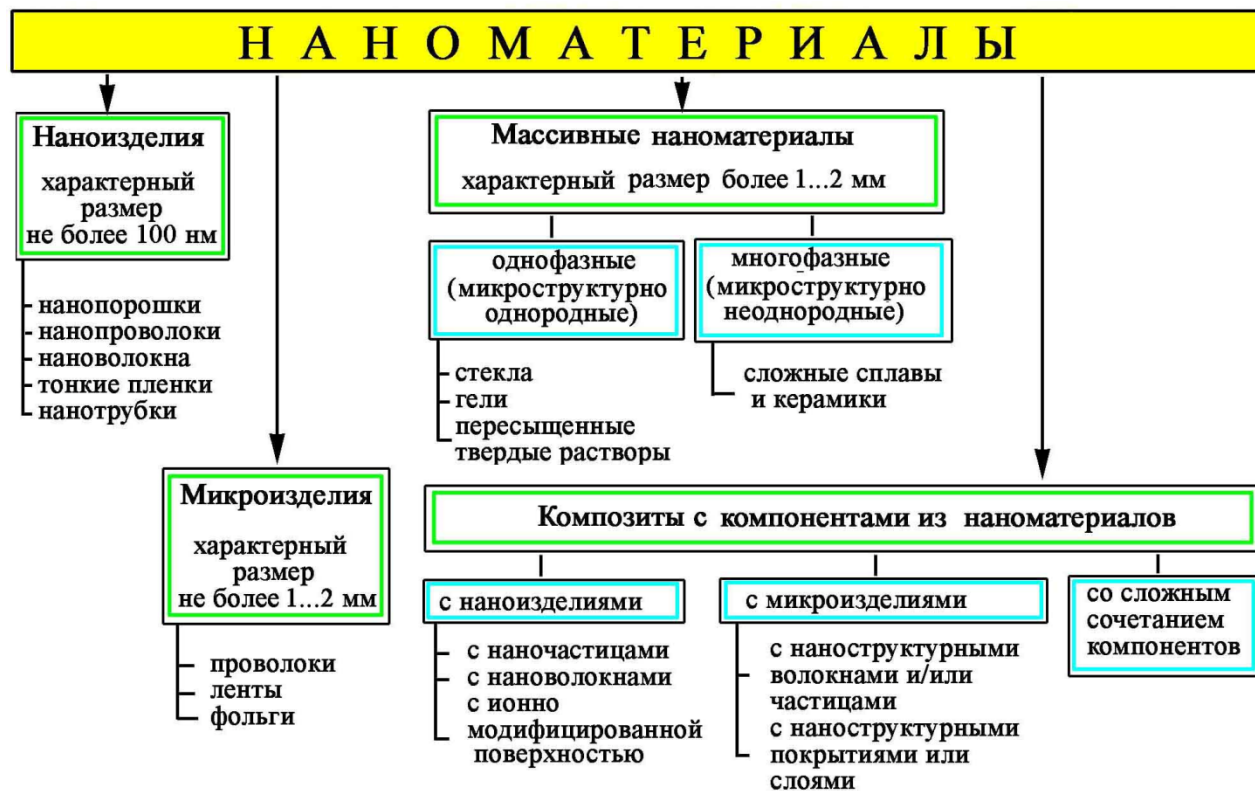 НАНОМАТЕРИАЛЫ
Наноизделия
характерный
размер
не более 100 нм
нанопорошки
нанопроволоки
нановолокна
тонкие пленки
нанотрубки
Микроизделия
характерный
размер
не более 1...2 мм
проволоки
ленты
фольги
Массивные наноматериалы
характерный размер более 1...2 мм
однофазные
(микроструктурно
однородные)
стекла
гели
пересыщенные
твердые растворы
многофазные
(микроструктурно
неоднородные)
сложные сплавы
и керамики
Композиты с компонентами из наноматериалов
с наноизделиями
с наночастицами
с нановолокнами
с ионно
модифицированной
поверхностью
с микроизделиями
с наноструктурными
волокнами и/или
частицами
с наноструктурными
покрытиями или
слоями
со сложным
сочетанием
компонентов